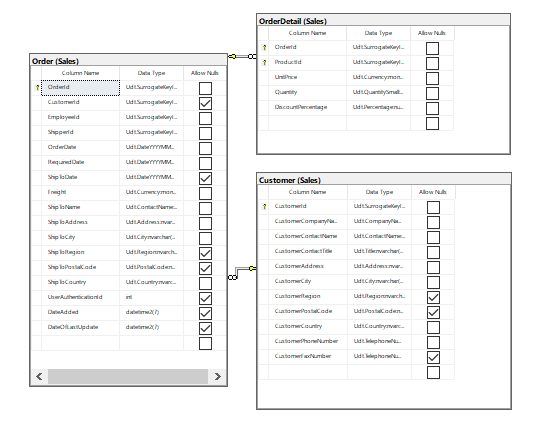 Order (Sales)
Column Name Data Type Allow Nulls
OrderId Udt.SurrogateKeyI...
CustomerId Udt.SurrogateKeyI...
EmployeeId Udt.SurrogateKeyI...
ShipperId Udt.SurrogateKeyI...
OrderDate Udt.DateYYYYMM...
RequiredDate Udt.DateYYYYMM...
ShipToDate Udt.DateYYYYMM...
Freight Udt.Currency:mon...
ShipToName Udt.ContactName:...
ShipToAddress Udt.Address:nvar...
ShipToCity Udt.City:nvarchar(...
ShipToRegion Udt.Region:nvarch...
ShipToPostalCode Udt.PostalCode:n...
ShipToCountry Udt.Country:nvarc...
UserAuthenticationId int
DateAdded datetime2(7)
DateOfLastUpdate datetime2(7)
OrderDetail (Sales)
Column Name Data Type Allow Nulls
OrderId Udt.SurrogateKeyI...
ProductId Udt.SurrogateKeyI...
UnitPrice Udt.Currency:mon...
Quantity Udt.QuantitySmall...
DiscountPercentage Udt.Percentage:nu...
Customer (Sales)
Column Name Data Type Allow Nulls
CustomerId Udt.SurrogateKeyI...
CustomerCompanyNa... Udt.CompanyNa...
CustomerContactName Udt.ContactName:...
CustomerContactTitle Udt.Title:nvarchar(...
CustomerAddress Udt.Address:nvar...
CustomerCity Udt.City:nvarchar(...
CustomerRegion Udt.Region:nvarch...
CustomerPostalCode Udt.PostalCode:n...
CustomerCountry Udt.Country:nvarc...
CustomerPhoneNumber Udt.TelephoneNu...
CustomerFaxNumber Udt.TelephoneNu...